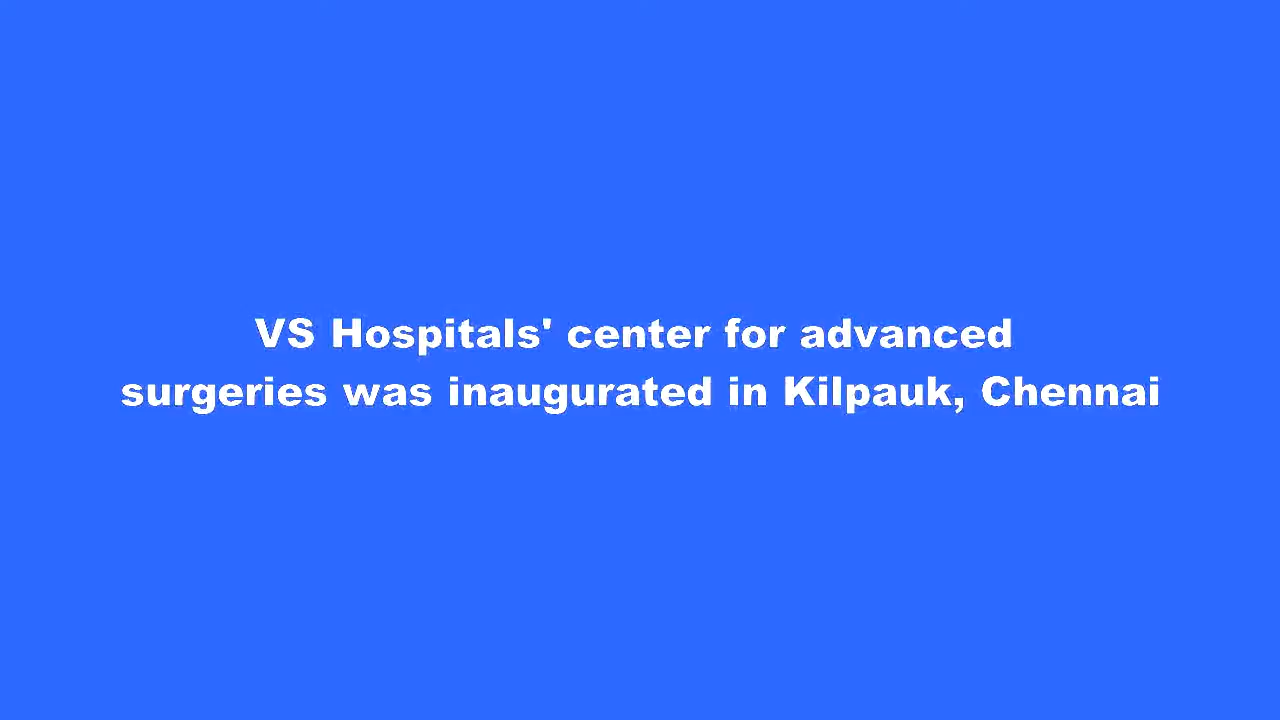 VS Hospitals' center for advanced
surgeries was inaugurated in Kilpauk, Chennai